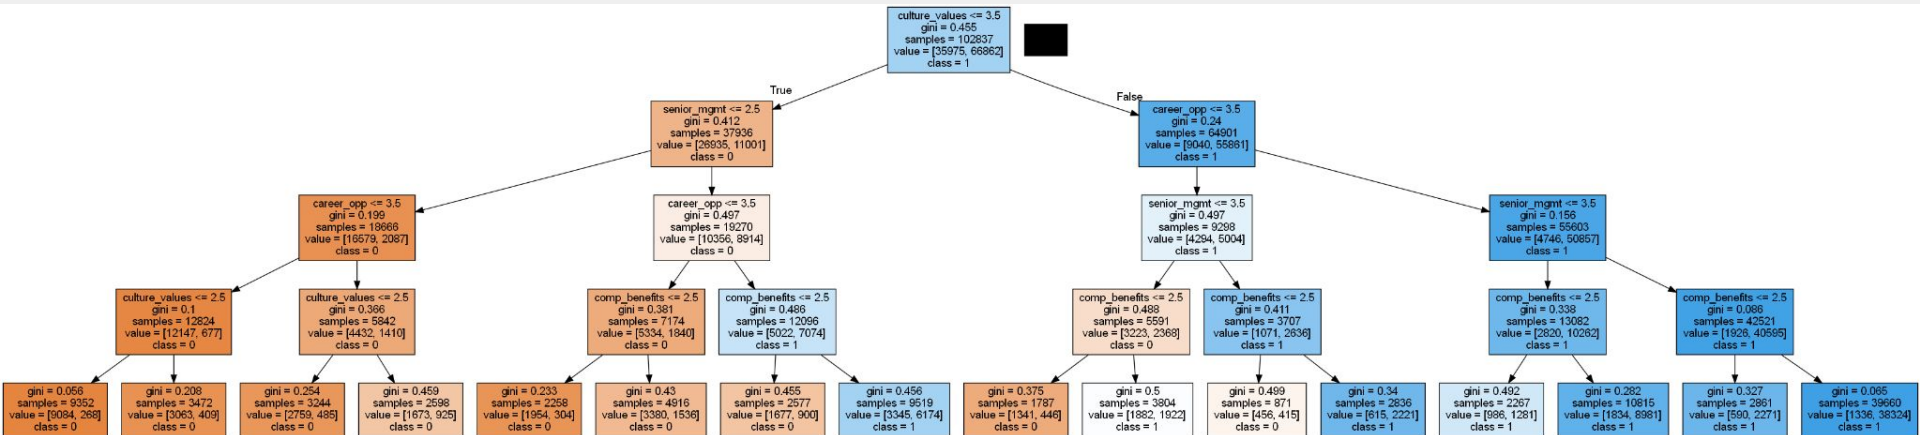 culture_values <= 3.5
gini = 0.455
samples = 102837
value = [35975, 66862]
class = 1
True
False
senior_mgmt <= 2.5
gini = 0.412
samples = 37936
value = [26935, 11001]
class = 0
career_opp <= 3.5
gini = 0.24
samples = 64901
value = [9040, 55861]
class = 1
career_opp <= 3.5
gini = 0.199
samples = 18666
value = [16579, 2087]
class = 0
career_opp <= 3.5
gini = 0.497
samples = 19270
value = [10356, 8914]
class = 0
senior_mgmt <= 3.5
gini = 0.497
samples = 9298
value = [4294, 5004]
class = 1
senior_mgmt <= 3.5
gini = 0.156
samples = 55603
value = [4746, 50857]
class = 1
culture_values <= 2.5
gini = 0.1
samples = 12824
value = [12147, 677]
class = 0
culture_values <= 2.5
gini = 0.366
samples = 5842
value = [4432, 1410]
class = 0
comp_benefits <= 2.5
gini = 0.381
samples = 7174
value = [5334, 1840]
class = 0
comp_benefits <= 2.5
gini = 0.486
samples = 12096
value = [5022, 7074]
class = 1
comp_benefits <= 2.5
gini = 0.488
samples = 5591
value = [3223, 2368]
class = 0
comp_benefits <= 2.5
gini = 0.411
samples = 3707
value = [1071, 2636]
class = 1
comp_benefits <= 2.5
gini = 0.338
samples = 13082
value = [2820, 10262]
class = 1
comp_benefits <= 2.5
gini = 0.086
samples = 42521
value = [1926, 40595]
class = 1
gini = 0.056
samples = 9352
value = [9084, 268]
class = 0
gini = 0.208
samples = 3472
value = [3063, 409]
class = 0
gini = 0.254
samples = 3244
value = [2759, 485]
class = 0
gini = 0.459
samples = 2598
value = [1673, 925]
class = 0
gini = 0.233
samples = 2258
value = [1954, 304]
class = 0
gini = 0.43
samples = 4916
value = [3380, 1536]
class = 0
gini = 0.455
samples = 2577
value = [1677, 900]
class = 0
gini = 0.456
samples = 9519
value = [3345, 6174]
class = 1
gini = 0.375
samples = 1787
value = [1341, 446]
class = 0
gini = 0.5
samples = 3804
value = [1882, 1922]
class = 1
gini = 0.499
samples = 871
value = [456, 415]
class = 0
gini = 0.34
samples = 2836
value = [615, 2221]
class = 1
gini = 0.492
samples = 2267
value = [986, 1281]
class = 1
gini = 0.282
samples = 10815
value = [1834, 8981]
class = 1
gini = 0.327
samples = 2861
value = [590, 2271]
class = 1
gini = 0.065
samples = 39660
value = [1336, 38324]
class = 1